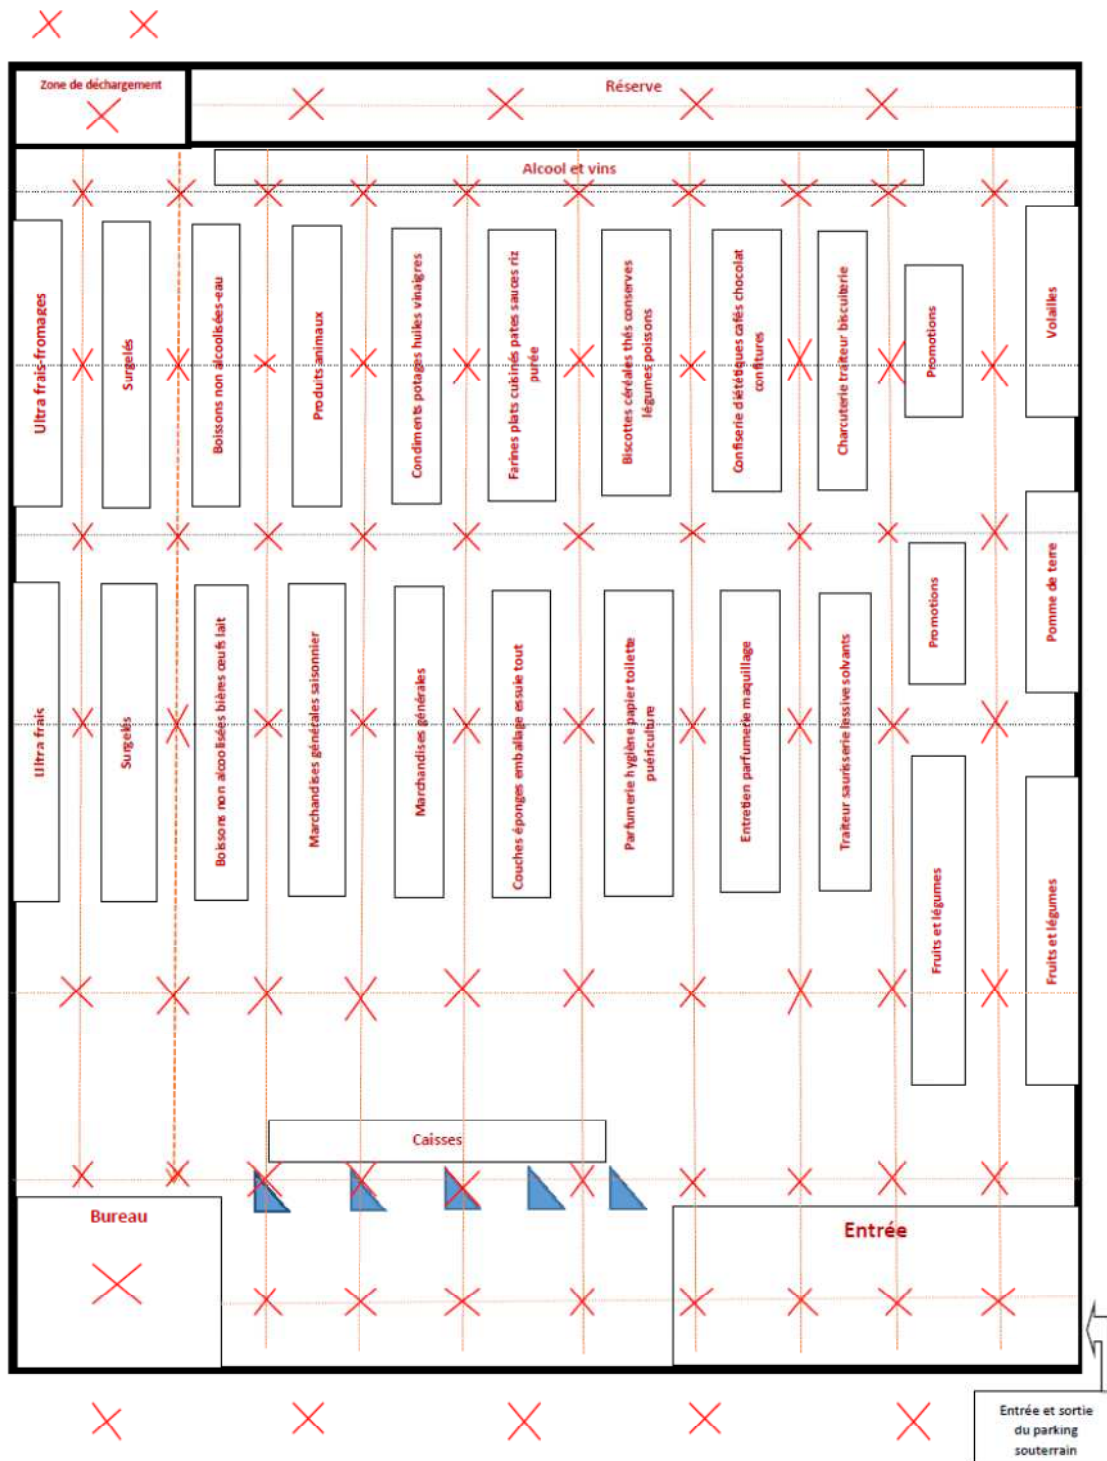 Zone de déchargement
Réserve
Alcool et vins
Ultra frais-fromages
Surgelés
Boissons non alcoolisées-eau
Produits animaux
Condiments potages huiles vinaigres
Farines plats cuisinés pates sauces riz
purée
Biscottes céréales thés conserves
légumes poissons
Confiserie diététiques cafés chocolat
confitures
Charcuterie traiteur biscuiterie
Promotions
Volailles
Ultra frais
Surgelés
Boissons non alcoolisées bières œufs lait
Marchandises générales saisonnier
Marchandises générales
Couches éponges emballage essuie tout
Parfumerie hygiène papier toilette
puériculture
Entretien parfumerie maquillage
Traiteur saurisserie lessive solvants
Promotions
Pomme de terre
Fruits et légumes
Fruits et légumes
Caisses
Bureau
Entrée
Entrée et sortie
du parking
souterrain